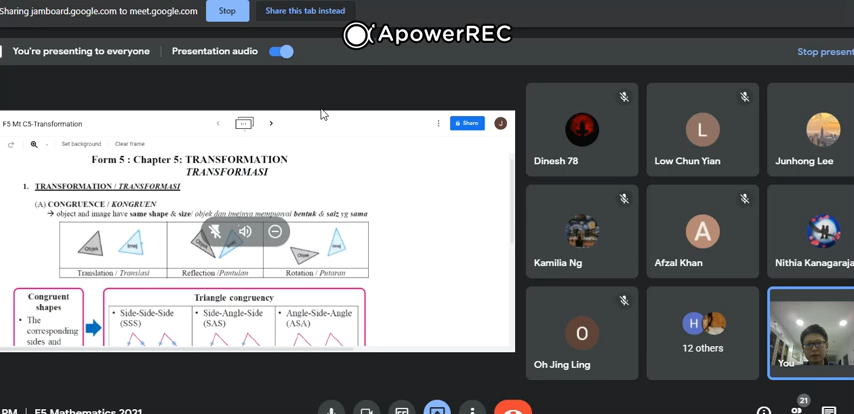 Sharing jamboard.google.com to meet.google.com Stop Share this tab instead
ApowerREC
You're presenting to everyone Presentation audio
Dinesh 78
Low Chun Yian
Junhong Lee
Kamilia Ng
Afzal Khan
Nithia
Oh Jing Ling
12 others
You
L
A
O
H
F5 Mt C5-Transformation
Share
J
Set background Clear frame
Form 5 : Chapter 5: TRANSFORMATION
TRANSFORMASI
1. TRANSFORMATION / TRANSFORMASI
(A) CONGRUENCE / KONGRUEN
→ object and image have same shape & size/ objek dan imejnya mempunyai bentuk & saiz yg sama
Objek Imej
Objek Imej
Objek Imej
Translation / Translasi
Reflection /Pantulan
Rotation / Putaran
Congruent
shapes
• The
corresponding
sides and
Triangle congruency
• Side-Side-Side
(SSS)
• Side-Angle-Side
(SAS)
• Angle-Side-Angle
(ASA)
PM | F5 Mathematics 2021
21